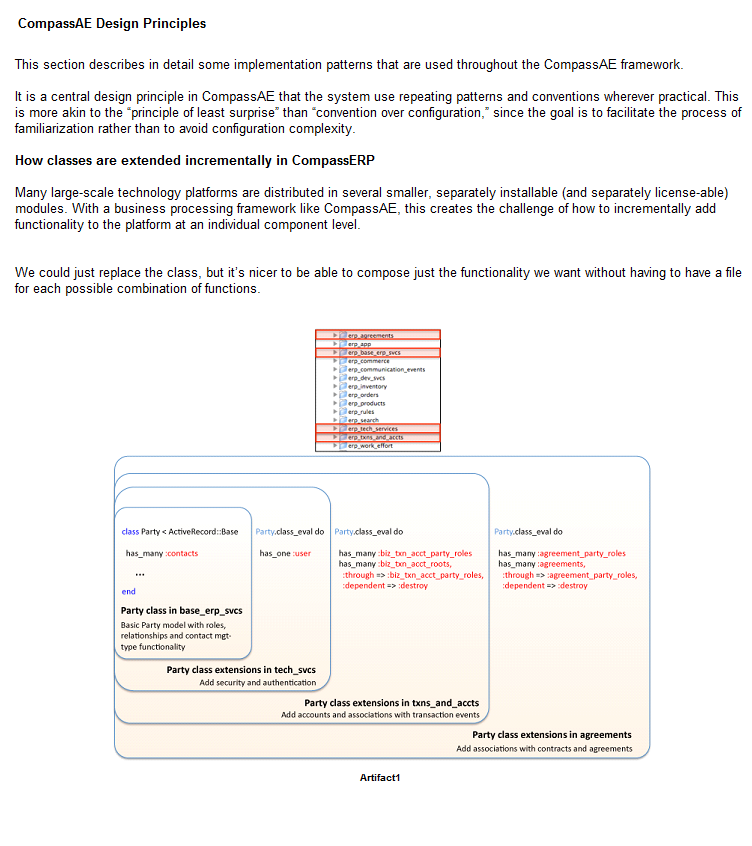 CompassAE Design Principles
This section describes in detail some implementation patterns that are used throughout the CompassAE framework.
It is a central design principle in CompassAE that the system use repeating patterns and conventions wherever practical. This
is more akin to the “principle of least surprise” than “convention over configuration,” since the goal is to facilitate the process of
familiarization rather than to avoid configuration complexity.
How classes are extended incrementally in CompassERP
Many large-scale technology platforms are distributed in several smaller, separately installable (and separately license-able)
modules. With a business processing framework like CompassAE, this creates the challenge of how to incrementally add
functionality to the platform at an individual component level.
We could just replace the class, but it’s nicer to be able to compose just the functionality we want without having to have a file
for each possible combination of functions.
erp_agreements
erp_app
erp_base_erp_svcs
erp_commerce
erp_communication_events
erp_dev_svcs
erp_inventory
erp_orders
erp_products
erp_rules
erp_search
erp_tech_services
erp_txns_and_accts
erp_work_effort
class Party < ActiveRecord::Base
has_many :contacts
...
end
Party class in base_erp_svcs
Basic Party model with roles,
relationships and contact mgt-
type functionality
Party.class_eval do
has_one :user
Party class extensions in tech_svcs
Add security and authentication
Party.class_eval do
has_many :biz_txn_acct_party_roles
has_many :biz_txn_acct_roots,
:through => :biz_txn_acct_party_roles,
:dependent => :destroy
Party class extensions in txns_and_accts
Add accounts and associations with transaction events
Party.class_eval do
has_many :agreement_party_roles
has_many :agreements,
:through => :agreement_party_roles,
:dependent => :destroy
Party class extensions in agreements
Add associations with contracts and agreements
Artifact1